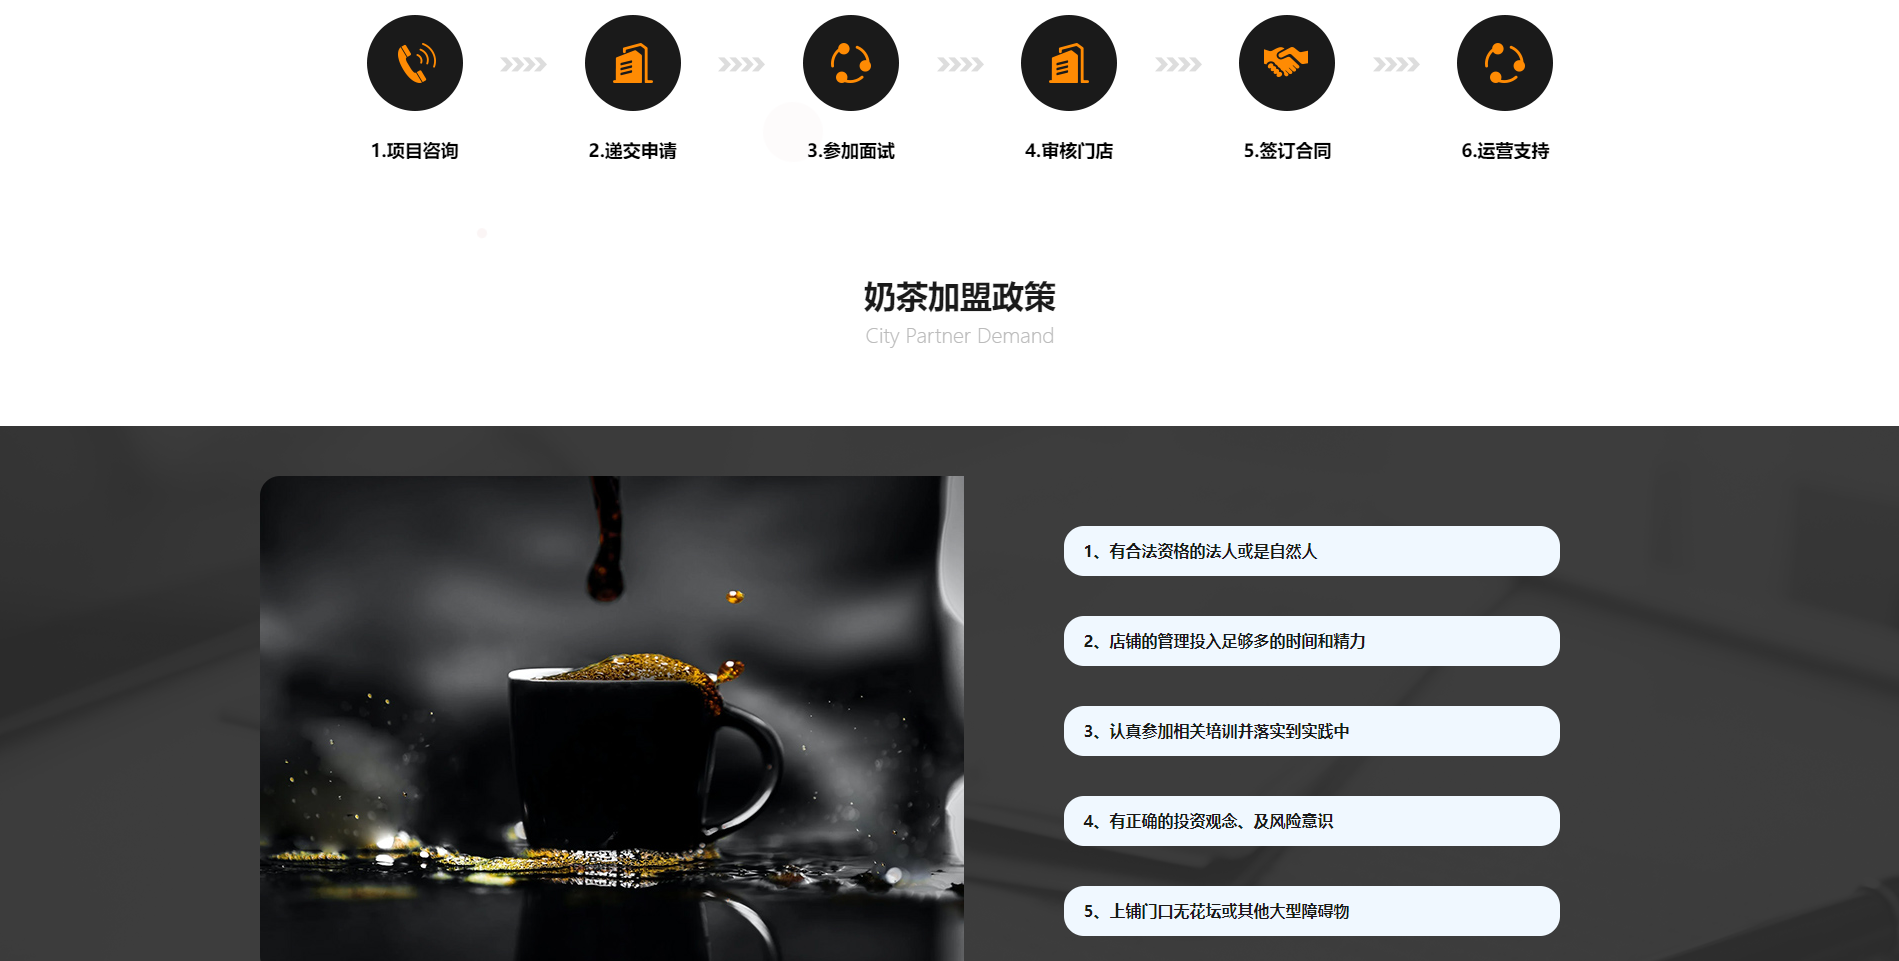 1.项目咨询
2.递交申请
3.参加面试
4.审核门店
5.签订合同
6.运营支持
奶茶加盟政策
City Partner Demand
1、有合法资格的法人或是自然人
2、店铺的管理投入足够多的时间和精力
3、认真参加相关培训并落实到实践中
4、有正确的投资观念、及风险意识
5、上铺门口无花坛或其他大型障碍物